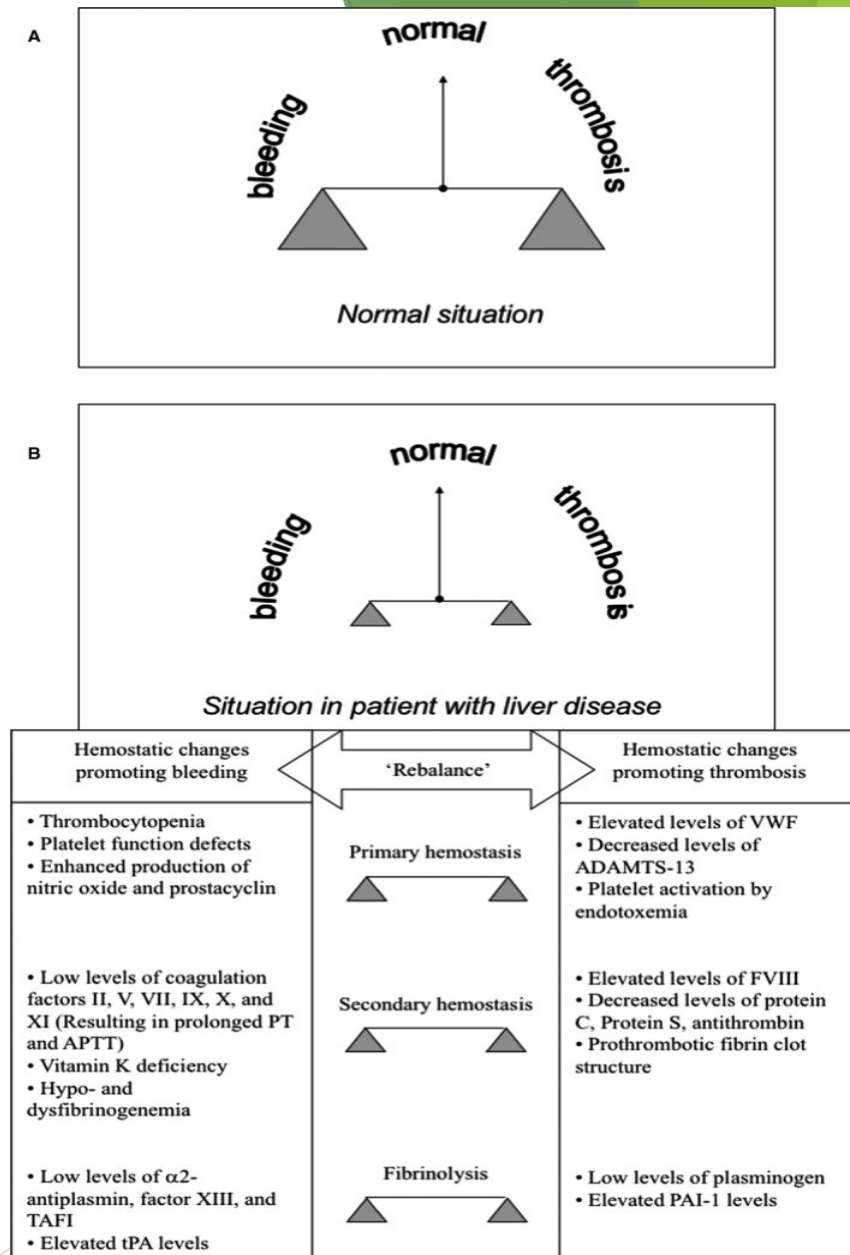 A
normal
bleeding
thrombosis
Normal situation
B
normal
bleeding
thrombosis
Situation in patient with liver disease
Hemostatic changes
promoting bleeding
‘Rebalance’
Hemostatic changes
promoting thrombosis
• Thrombocytopenia
• Platelet function defects
• Enhanced production of
nitric oxide and prostacyclin
Primary hemostasis
• Elevated levels of VWF
• Decreased levels of
ADAMTS-13
• Platelet activation by
endotoxemia
• Low levels of coagulation
factors II, V, VII, IX, X, and
XI (Resulting in prolonged PT
and APTT)
• Vitamin K deficiency
• Hypo- and
dysfibrinogenemia
Secondary hemostasis
• Elevated levels of FVIII
• Decreased levels of protein
C, Protein S, antithrombin
• Prothrombotic fibrin clot
structure
• Low levels of α2-
antiplasmin, factor XIII, and
TAFI
• Elevated tPA levels
Fibrinolysis
• Low levels of plasminogen
• Elevated PAI-1 levels